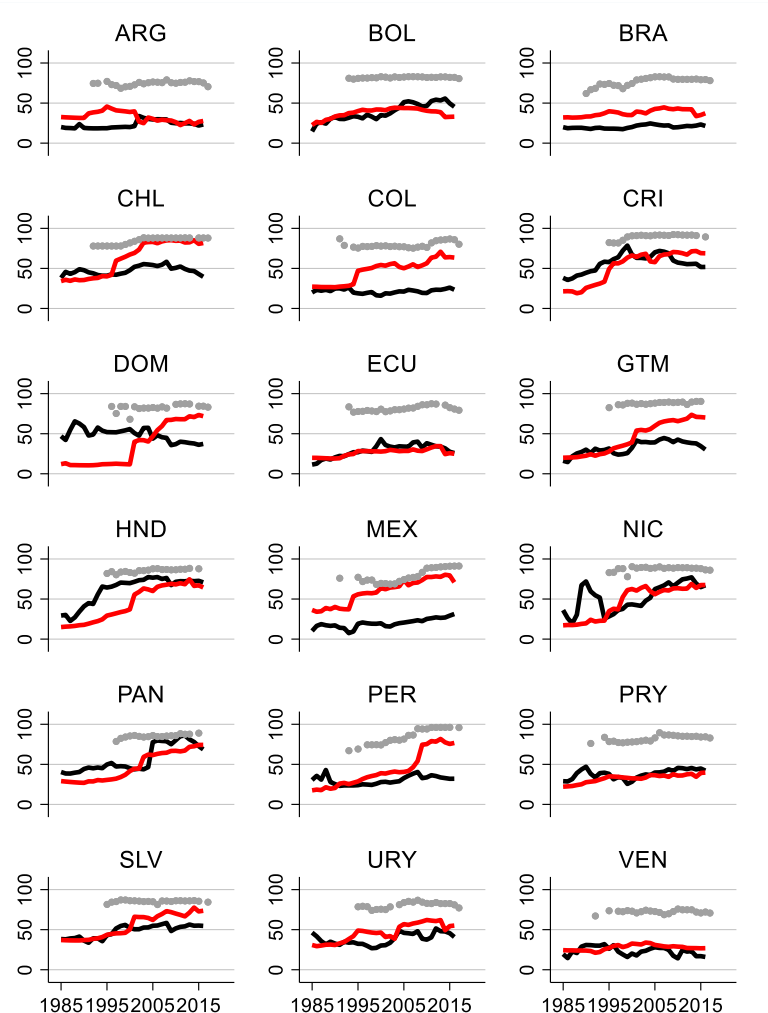 ARG BOL BRA
100 100 100
50 50 50
0 0 0
CHL COL CRI
100 100 100
50 50 50
0 0 0
DOM ECU GTM
100 100 100
50 50 50
0 0 0
HND MEX NIC
100 100 100
50 50 50
0 0 0
PAN PER PRY
100 100 100
50 50 50
0 0 0
SLV URY VEN
100 100 100
50 50 50
0 0 0
1985 1995 2005 2015 1985 1995 2005 2015 1985 1995 2005 2015